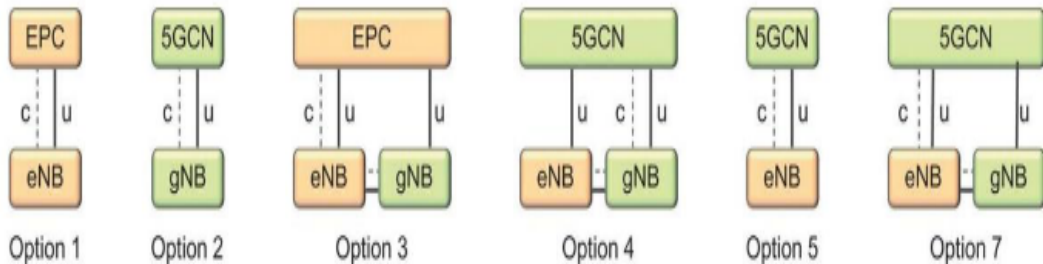 EPC 5GCN EPC 5GCN 5GCN 5GCN
c u c u c u u c u c u c u u
eNB gNB eNB gNB eNB gNB eNB eNB gNB
Option 1 Option 2 Option 3 Option 4 Option 5 Option 7